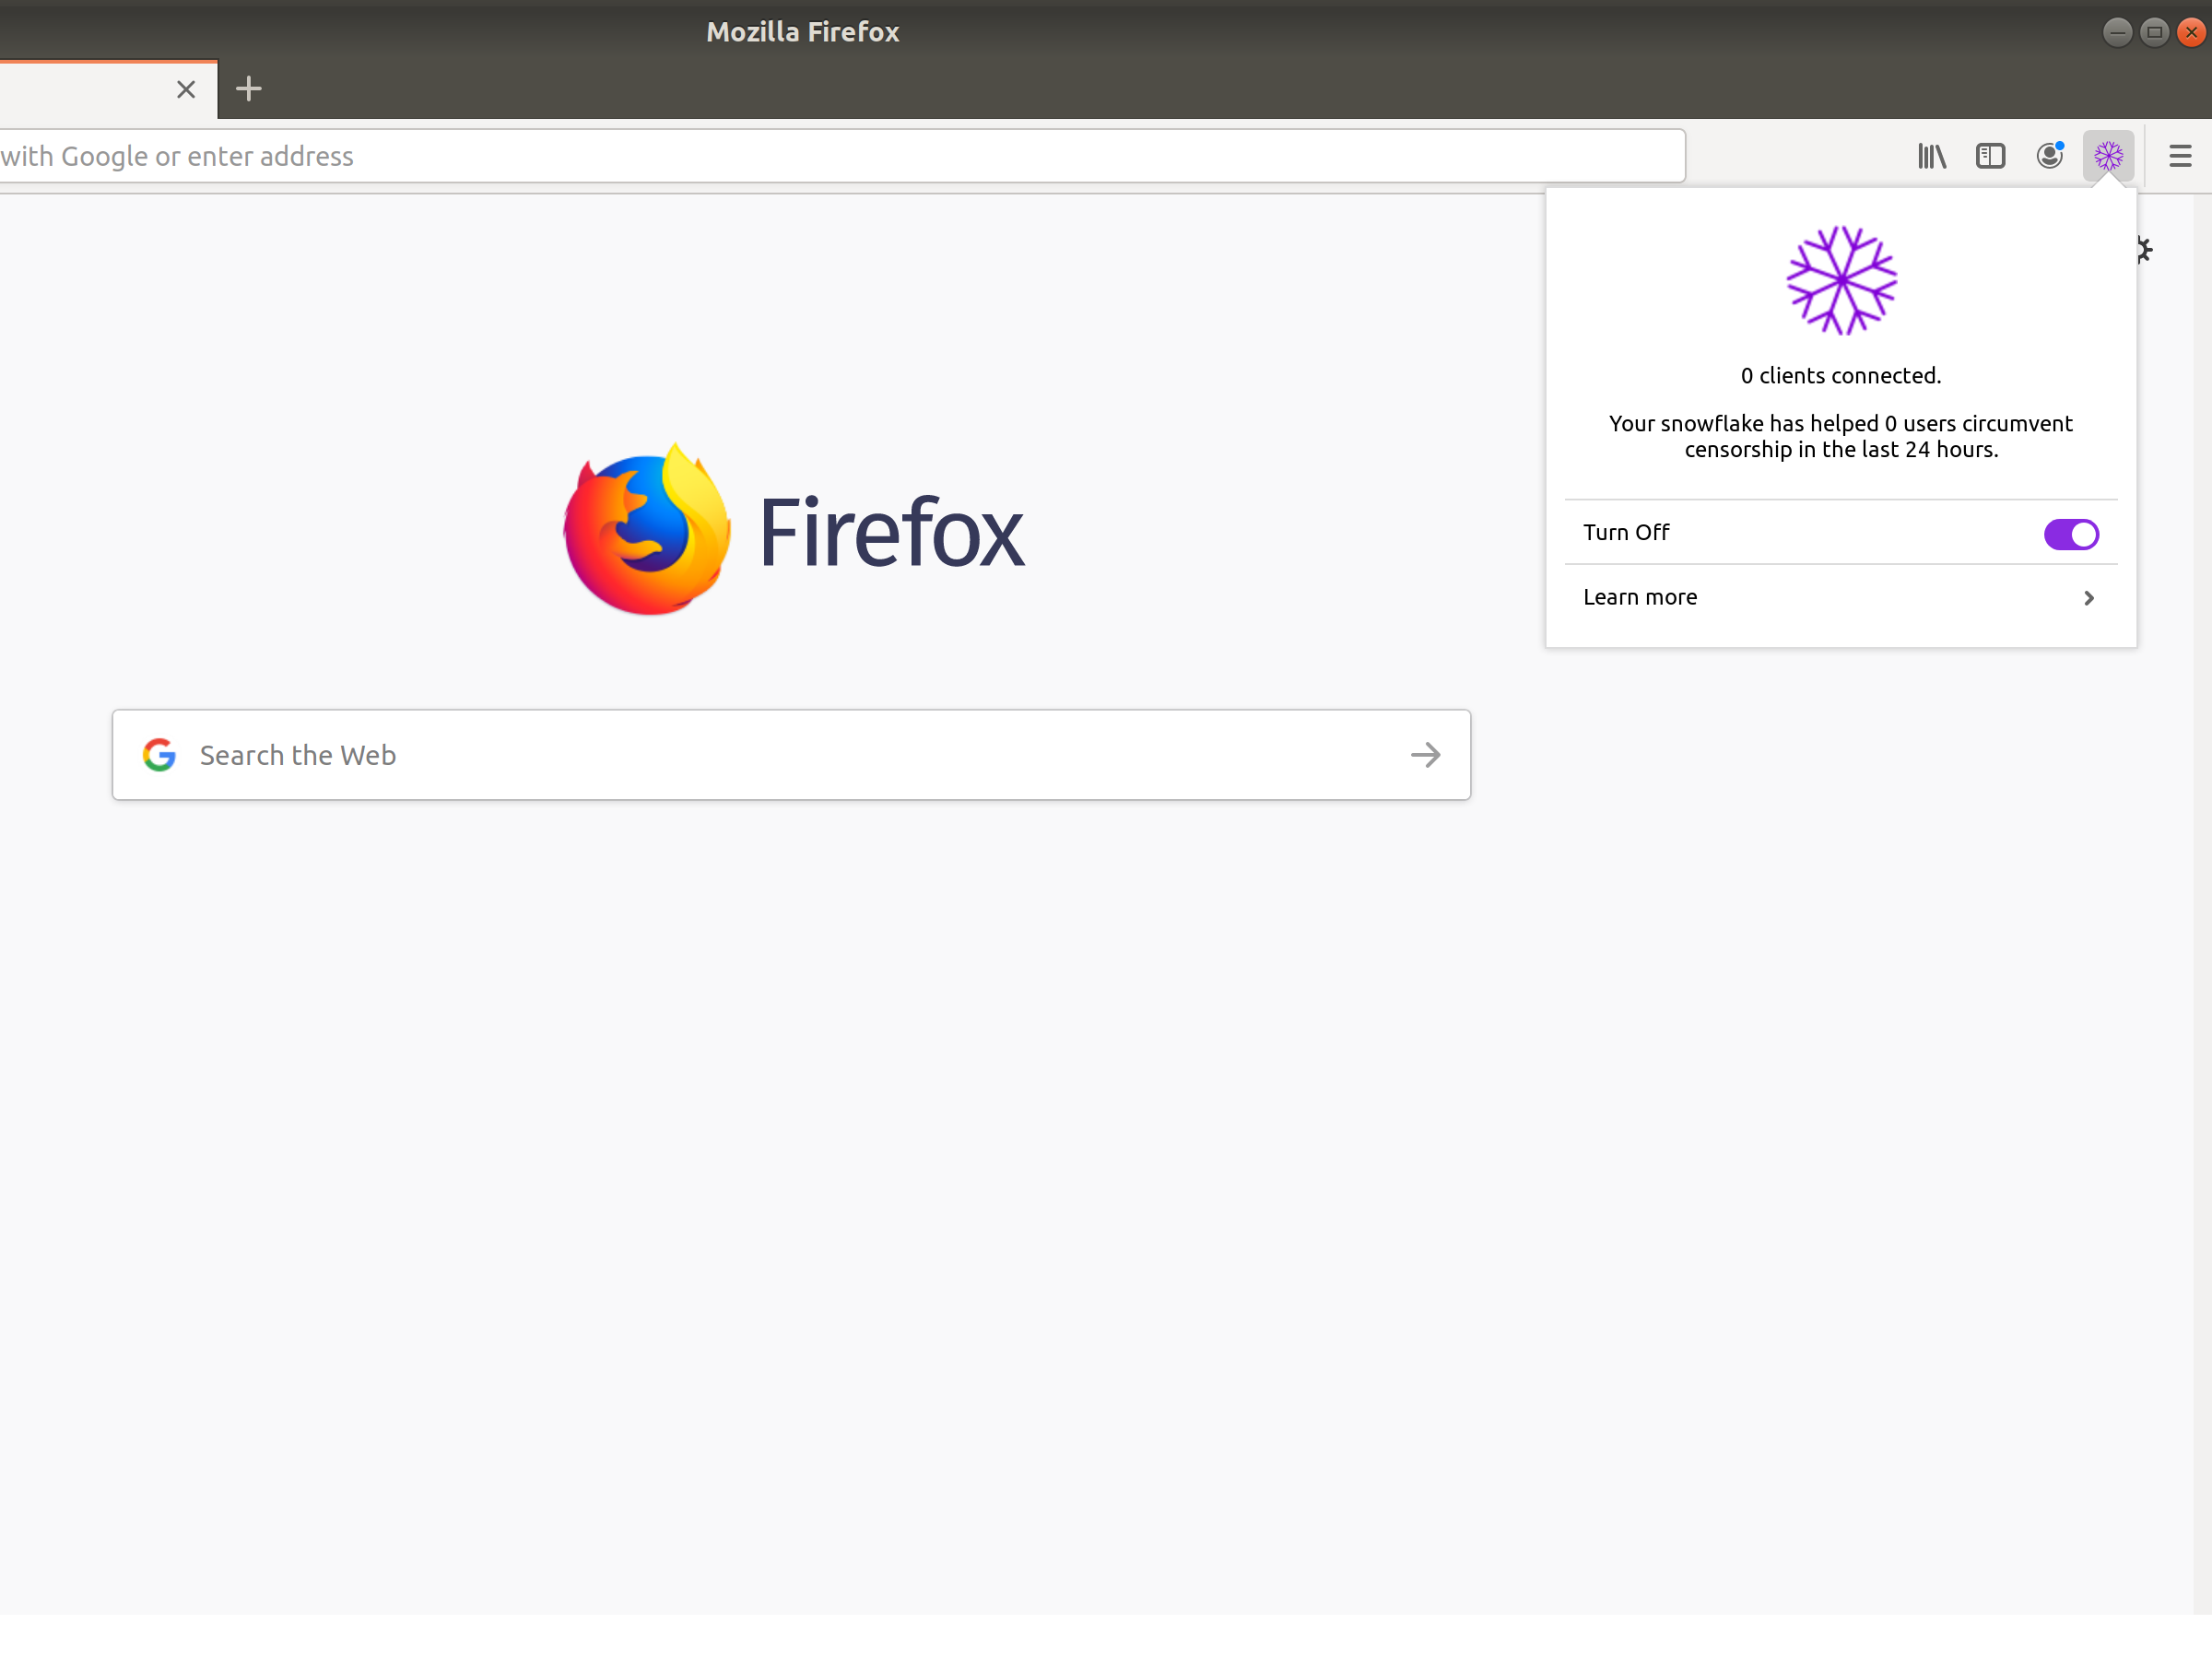 Mozilla Firefox
with Google or enter address
0 clients connected.
Your snowflake has helped 0 users circumvent
censorship in the last 24 hours.
Turn Off
Learn more
Firefox
Search the Web